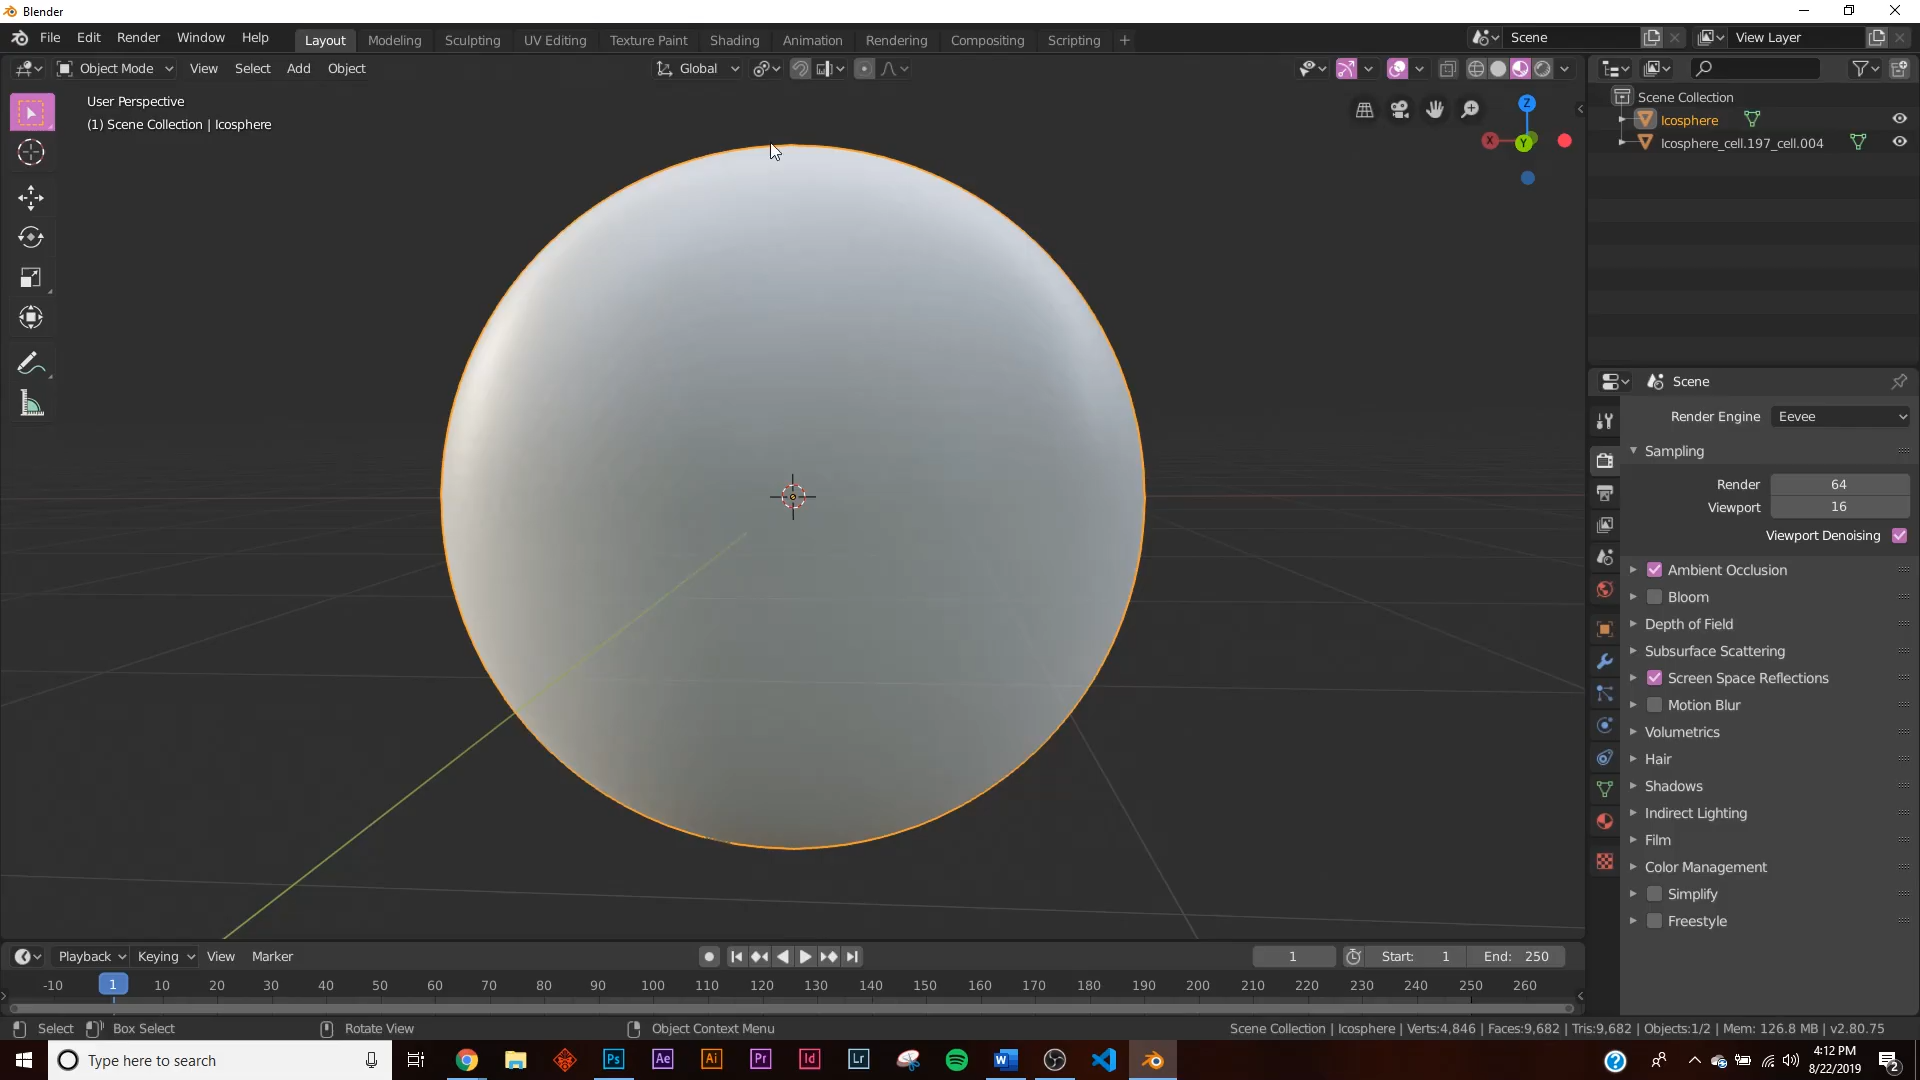 Blender
File Edit Render Window Help Layout Modeling Sculpting UV Editing Texture Paint Shading Animation Rendering Compositing Scripting + Scene View Layer
Object Mode View Select Add Object Global
User Perspective
(1) Scene Collection | Icosphere
Z
X
Y
Scene Collection
Icosphere
Icosphere_cell.197_cell.004
Scene
Render Engine Eevee
Sampling
Render 64
Viewport 16
Viewport Denoising
Ambient Occlusion
Bloom
Depth of Field
Subsurface Scattering
Screen Space Reflections
Motion Blur
Volumetrics
Hair
Shadows
Indirect Lighting
Film
Color Management
Simplify
Freestyle
Playback Keying View Marker 1 Start: 1 End: 250
-10 1 10 20 30 40 50 60 70 80 90 100 110 120 130 140 150 160 170 180 190 200 210 220 230 240 250 260
Select Box Select Rotate View Object Context Menu Scene Collection | Icosphere | Verts:4,846 | Faces:9,682 | Tris:9,682 | Objects:1/2 | Mem: 126.8 MB | v2.80.75
Type here to search Ps Ae Ai Pr Id Lr W ? 4:12 PM
8/22/2019 2